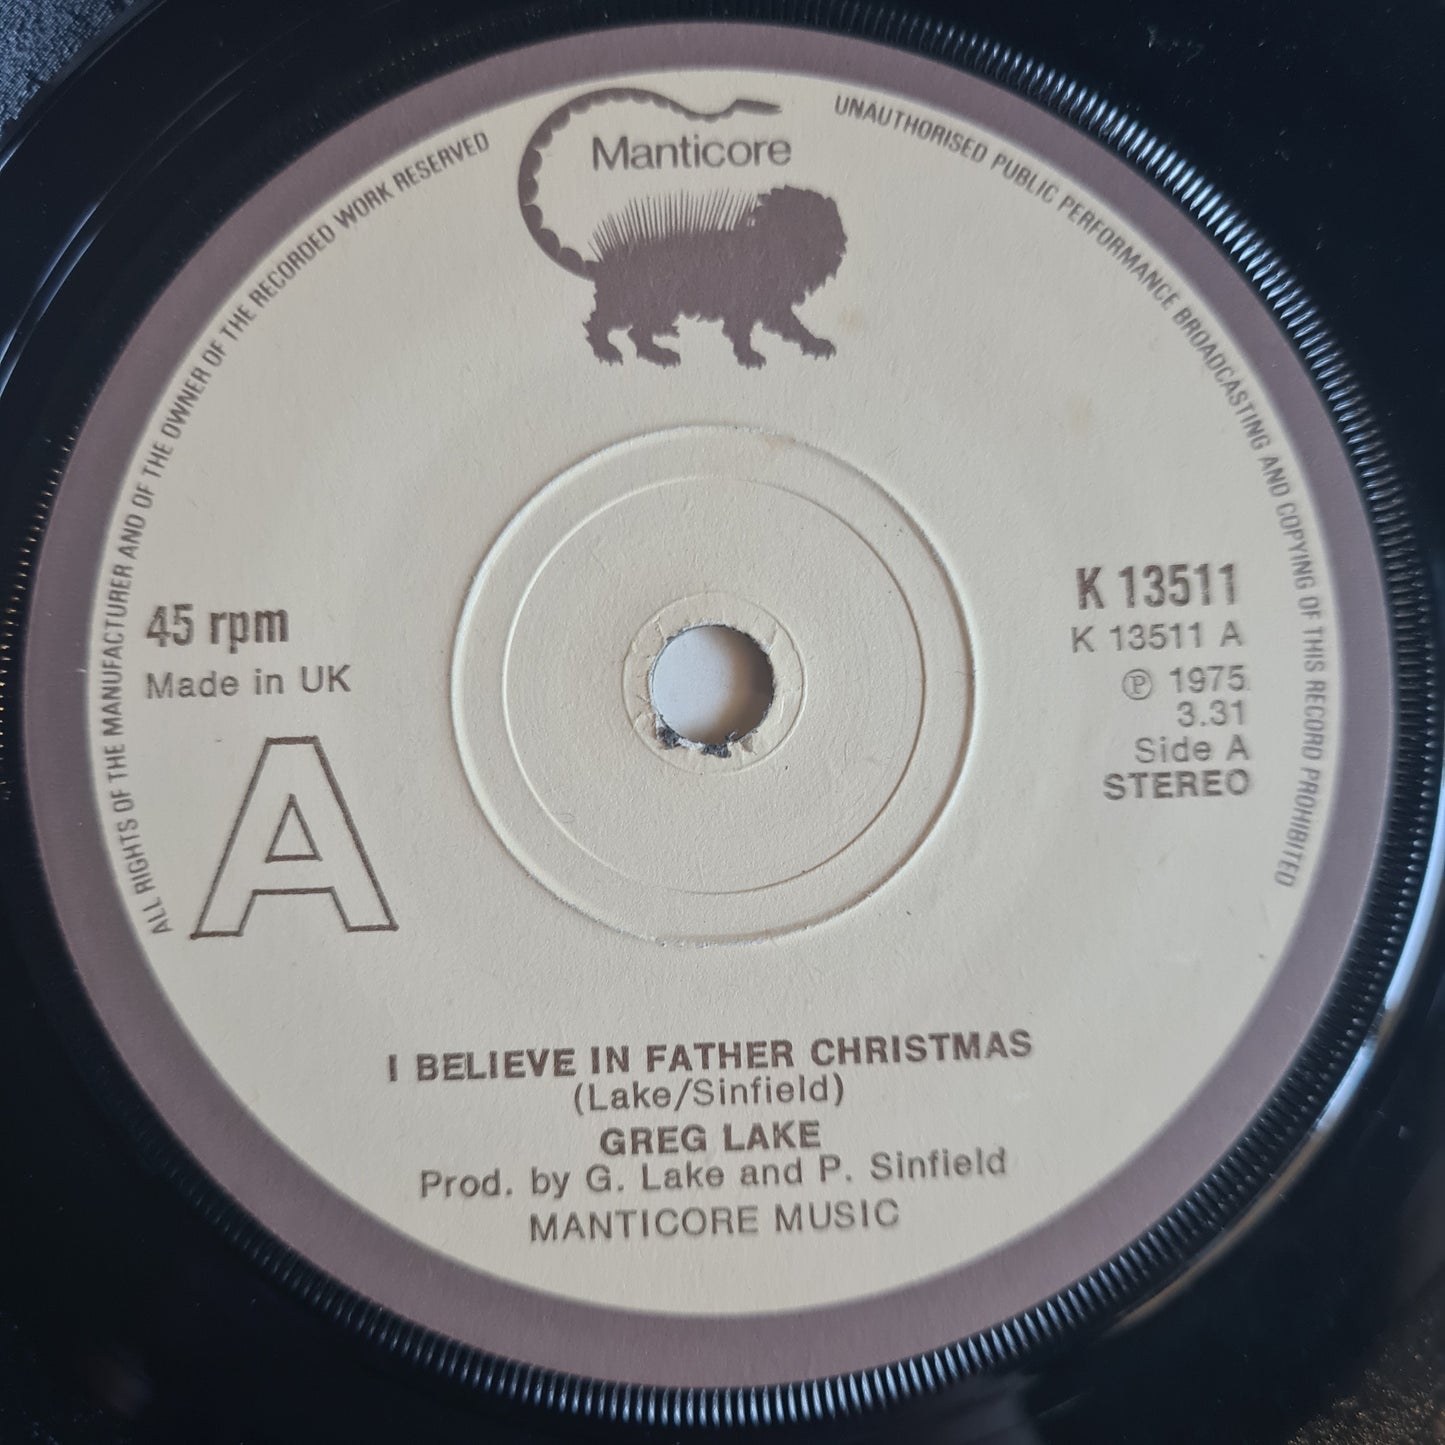 Manticore
ALL RIGHTS OF THE MANUFACTURER AND OF THE OWNER OF THE RECORDED WORK RESERVED
UNAUTHORISED PUBLIC PERFORMANCE BROADCASTING AND COPYING OF THIS RECORD PROHIBITED
45 rpm
Made in UK
A
K 13511
K 13511 A
Ⓟ 1975
3.31
Side A
STEREO
I BELIEVE IN FATHER CHRISTMAS
(Lake/Sinfield)
GREG LAKE
Prod. by G. Lake and P. Sinfield
MANTICORE MUSIC